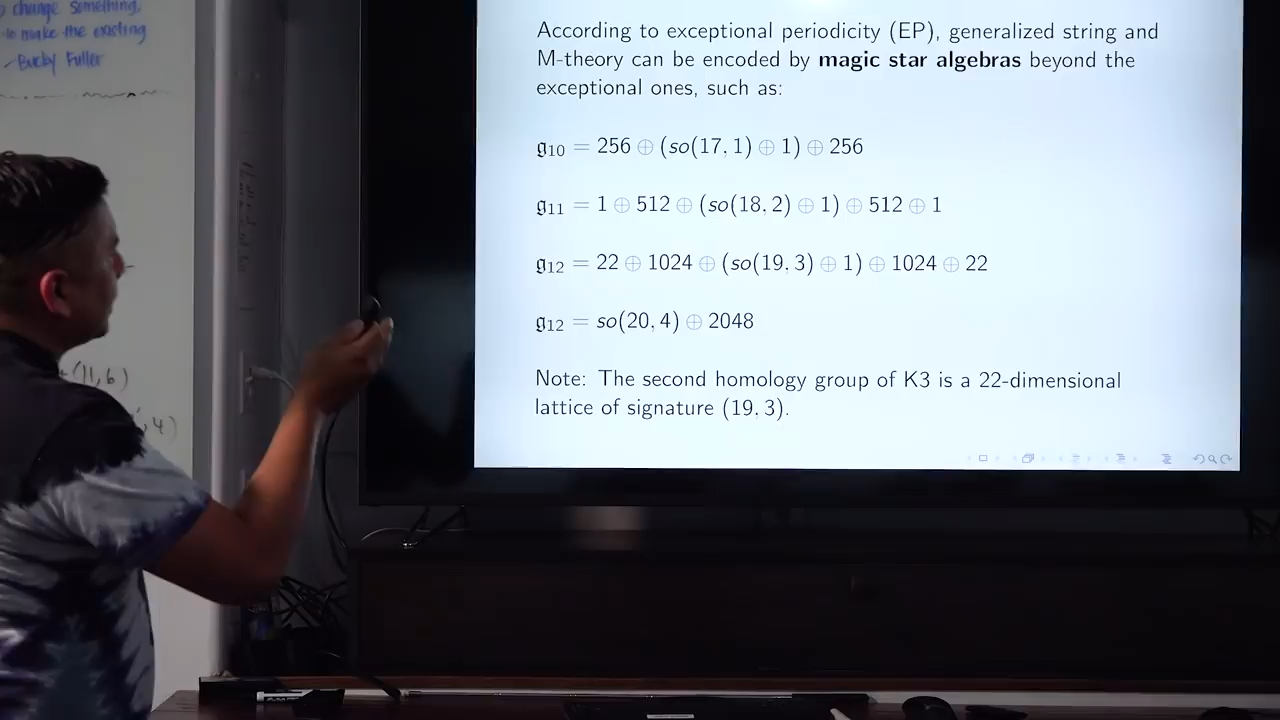 change something,
to make the existing
- Bucky Fuller
(11,6)
,4)
According to exceptional periodicity (EP), generalized string and
M-theory can be encoded by magic star algebras beyond the
exceptional ones, such as:
𝔤₁₀ = 256 ⊕ (so(17, 1) ⊕ 1) ⊕ 256
𝔤₁₁ = 1 ⊕ 512 ⊕ (so(18, 2) ⊕ 1) ⊕ 512 ⊕ 1
𝔤₁₂ = 22 ⊕ 1024 ⊕ (so(19, 3) ⊕ 1) ⊕ 1024 ⊕ 22
𝔤₁₂ = so(20, 4) ⊕ 2048
Note: The second homology group of K3 is a 22-dimensional
lattice of signature (19, 3).